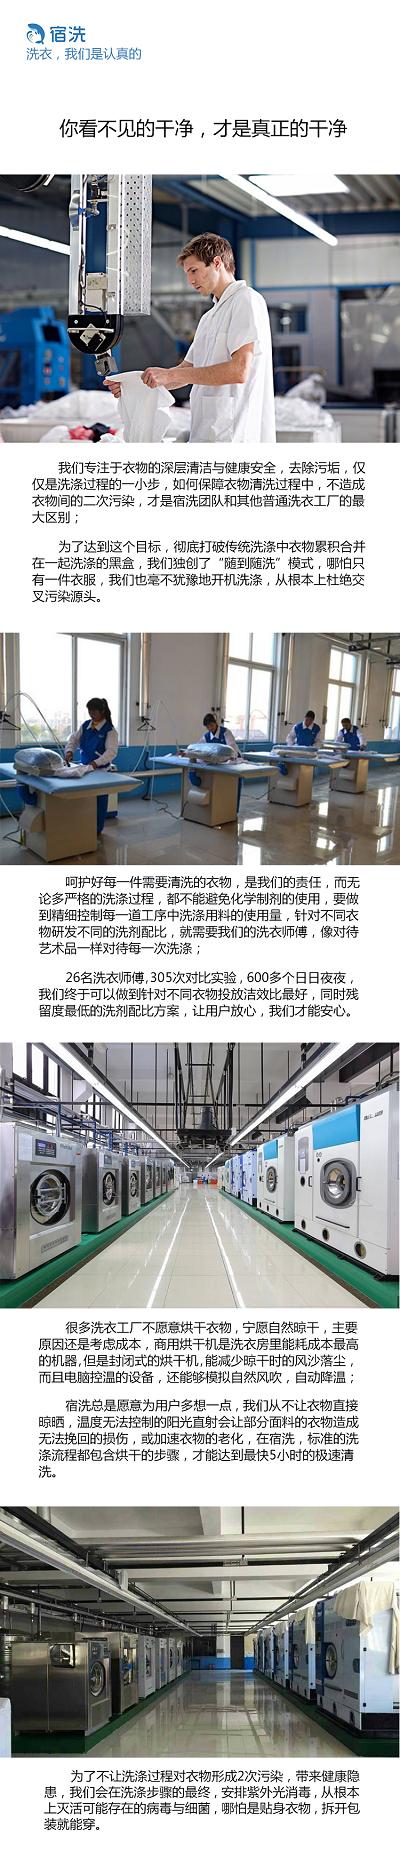 宿洗
洗衣，我们是认真的
你看不见的干净，才是真正的干净
我们专注于衣物的深层清洁与健康安全，去除污垢，仅
仅是洗涤过程的一小步，如何保障衣物清洗过程中，不造成
衣物间的二次污染，才是宿洗团队和其他普通洗衣工厂的最
大区别；
为了达到这个目标，彻底打破传统洗涤中衣物累积合并
在一起洗涤的黑盒，我们独创了“随到随洗”模式，哪怕只
有一件衣服，我们也毫不犹豫地开机洗涤，从根本上杜绝交
叉污染源头。
呵护好每一件需要清洗的衣物，是我们的责任，而无
论多严格的洗涤过程，都不能避免化学制剂的使用，要做
到精细控制每一道工序中洗涤用料的使用量，针对不同衣
物研发不同的洗剂配比，就需要我们的洗衣师傅，像对待
艺术品一样对待每一次洗涤；
26名洗衣师傅，305次对比实验，600多个日日夜夜，
我们终于可以做到针对不同衣物投放洁效比最好，同时残
留度最低的洗剂配比方案，让用户放心，我们才能安心。
很多洗衣工厂不愿意烘干衣物，宁愿自然晾干，主要
原因还是考虑成本，商用烘干机是洗衣房里能耗成本最高
的机器，但是封闭式的烘干机，能减少晾干时的风沙落尘，
而且电脑控温的设备，还能够模拟自然风吹，自动降温；
宿洗总是愿意为用户多想一点，我们从不让衣物直接
晾晒，温度无法控制的阳光直射会让部分面料的衣物造成
无法挽回的损伤，或加速衣物的老化，在宿洗，标准的洗
涤流程都包含烘干的步骤，才能达到最快5小时的极速清
洗。
为了不让洗涤过程对衣物形成2次污染，带来健康隐
患，我们会在洗涤步骤的最终，安排紫外光消毒，从根本
上灭活可能存在的病毒与细菌，哪怕是贴身衣物，拆开包
装就能穿。